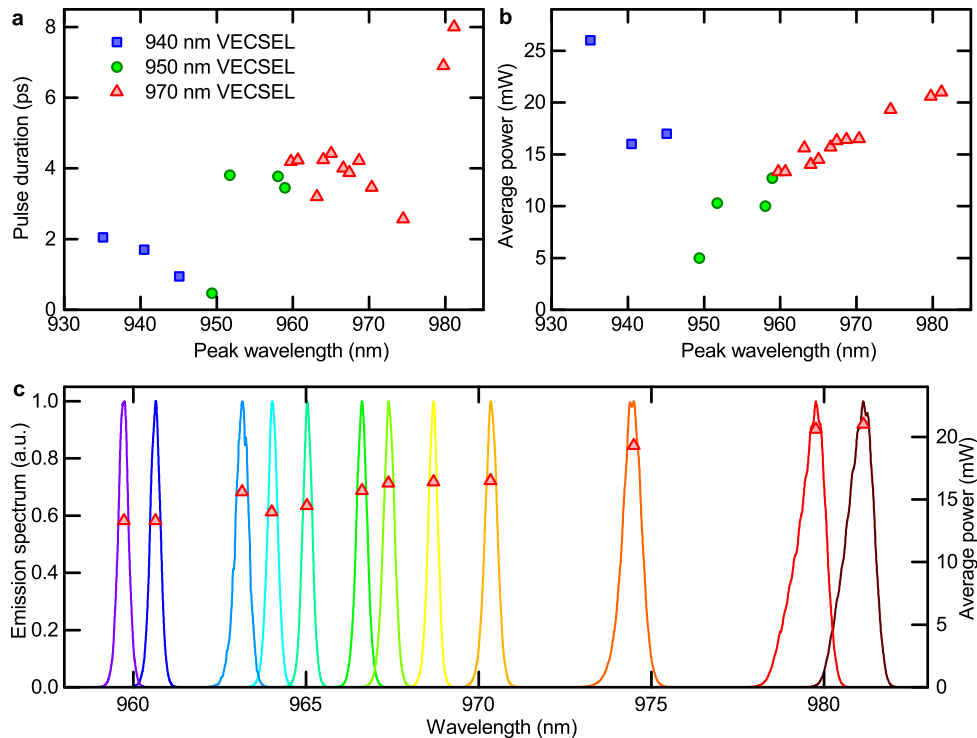 a
8
6
4
2
0
Pulse duration (ps)
940 nm VECSEL
950 nm VECSEL
970 nm VECSEL
930 940 950 960 970 980
Peak wavelength (nm)
b
25
20
15
10
5
0
Average power (mW)
930 940 950 960 970 980
Peak wavelength (nm)
c
1.0
0.8
0.6
0.4
0.2
0.0
Emission spectrum (a.u.)
20
15
10
5
0
Average power (mW)
960 965 970 975 980
Wavelength (nm)